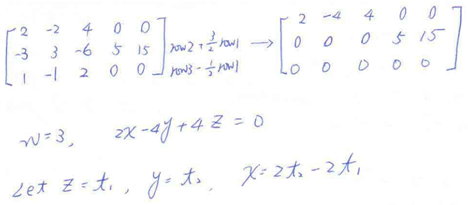 2 -2 4 0 0
-3 3 -6 5 15 row2+3/2 row1
1 -1 2 0 0 row3-1/2 row1
→
2 -4 4 0 0
0 0 0 5 15
0 0 0 0 0
w=3, 2x-4y+4z=0
Let z=t₁, y=t₂ x=2t₂-2t₁